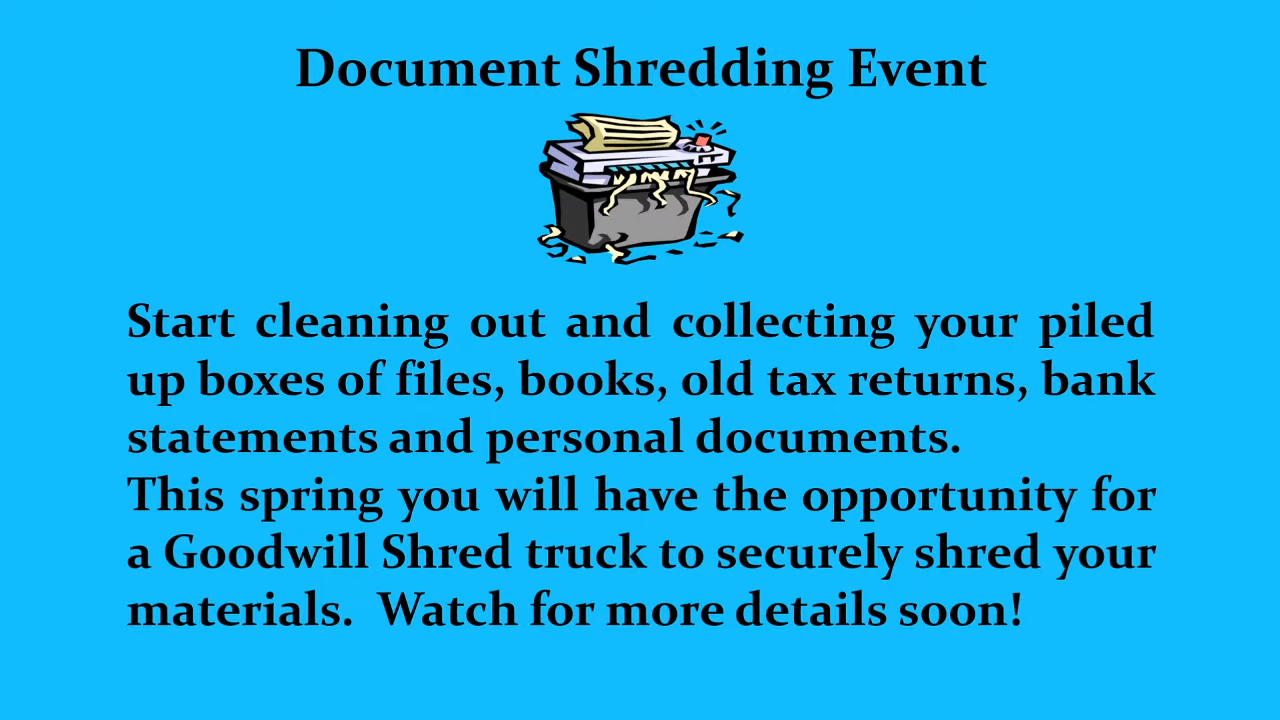 Document Shredding Event
Start cleaning out and collecting your piled
up boxes of files, books, old tax returns, bank
statements and personal documents.
This spring you will have the opportunity for
a Goodwill Shred truck to securely shred your
materials.  Watch for more details soon!